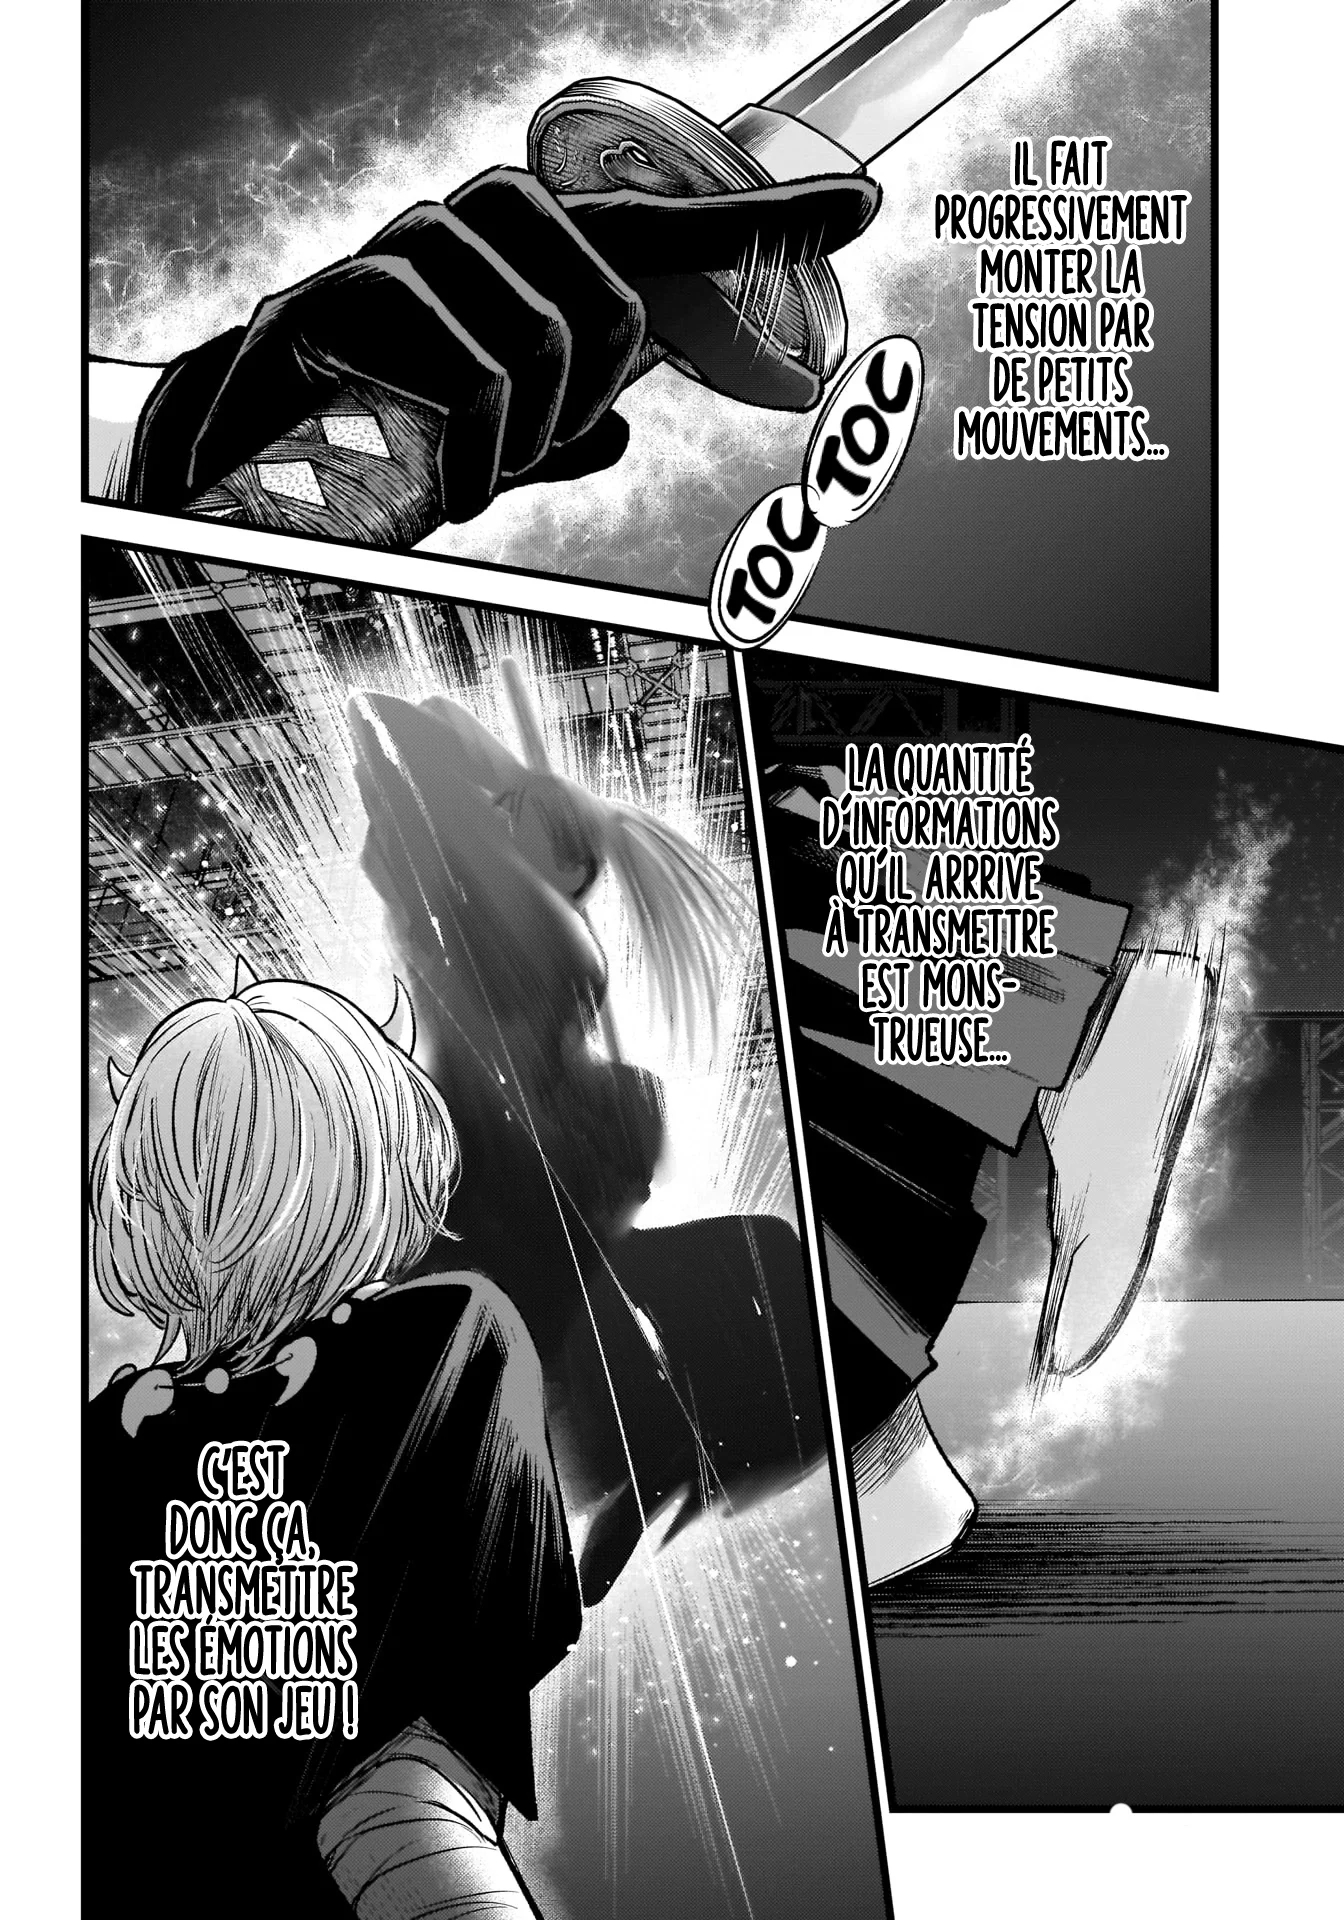 IL FAIT
PROGRESSIVEMENT
MONTER LA
TENSION PAR
DE PETITS
MOUVEMENTS...
TOC
TOC
LA QUANTITÉ
D'INFORMATIONS
QU'IL ARRRIVE
À TRANSMETTRE
EST MONS-
TRUEUSE...
C'EST
DONC ÇA,
TRANSMETTRE
LES ÉMOTIONS
PAR SON JEU !